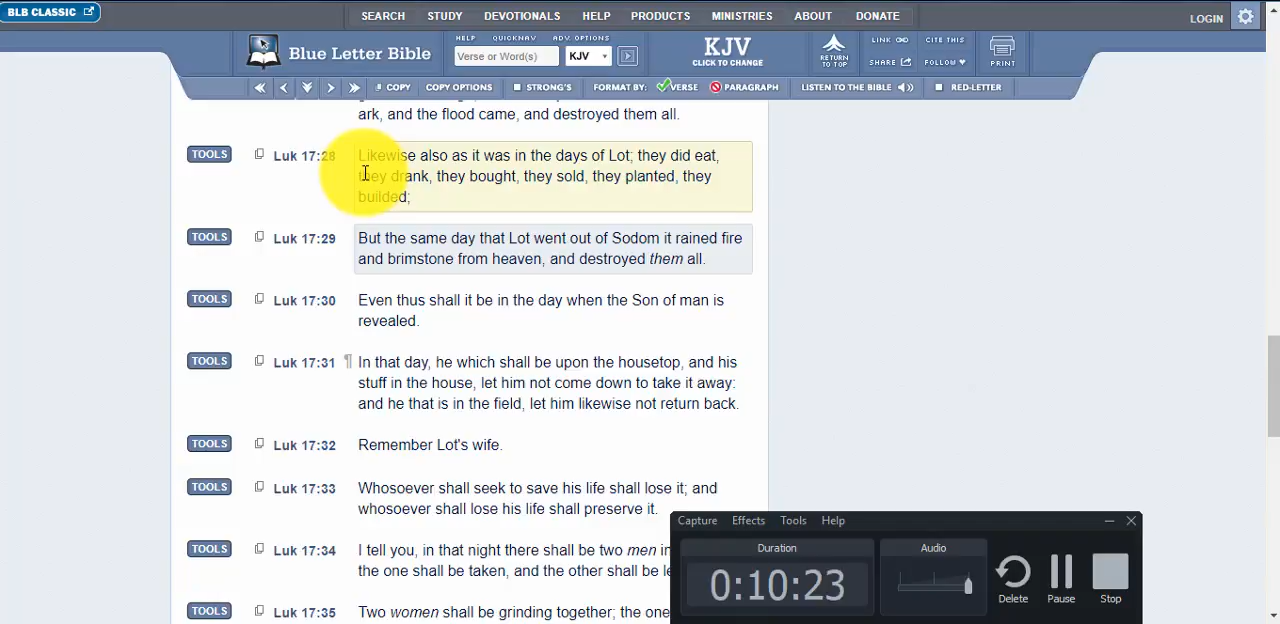 BLB CLASSIC
SEARCH STUDY DEVOTIONALS HELP PRODUCTS MINISTRIES ABOUT DONATE
LOGIN
Blue Letter Bible
HELP QUICKNAV ADV. OPTIONS
Verse or Word(s) KJV
KJV
CLICK TO CHANGE
RETURN TO TOP
LINK CITE THIS
SHARE FOLLOW
PRINT
COPY COPY OPTIONS STRONG'S FORMAT BY: VERSE PARAGRAPH LISTEN TO THE BIBLE RED-LETTER
ark, and the flood came, and destroyed them all.
TOOLS Luk 17:28 Likewise also as it was in the days of Lot; they did eat,
they drank, they bought, they sold, they planted, they
builded;
TOOLS Luk 17:29 But the same day that Lot went out of Sodom it rained fire
and brimstone from heaven, and destroyed them all.
TOOLS Luk 17:30 Even thus shall it be in the day when the Son of man is
revealed.
TOOLS Luk 17:31 ¶ In that day, he which shall be upon the housetop, and his
stuff in the house, let him not come down to take it away:
and he that is in the field, let him likewise not return back.
TOOLS Luk 17:32 Remember Lot's wife.
TOOLS Luk 17:33 Whosoever shall seek to save his life shall lose it; and
whosoever shall lose his life shall preserve it.
TOOLS Luk 17:34 I tell you, in that night there shall be two men in
the one shall be taken, and the other shall be
TOOLS Luk 17:35 Two women shall be grinding together; the one
Capture Effects Tools Help
Duration
0:10:23
Audio
Delete Pause Stop